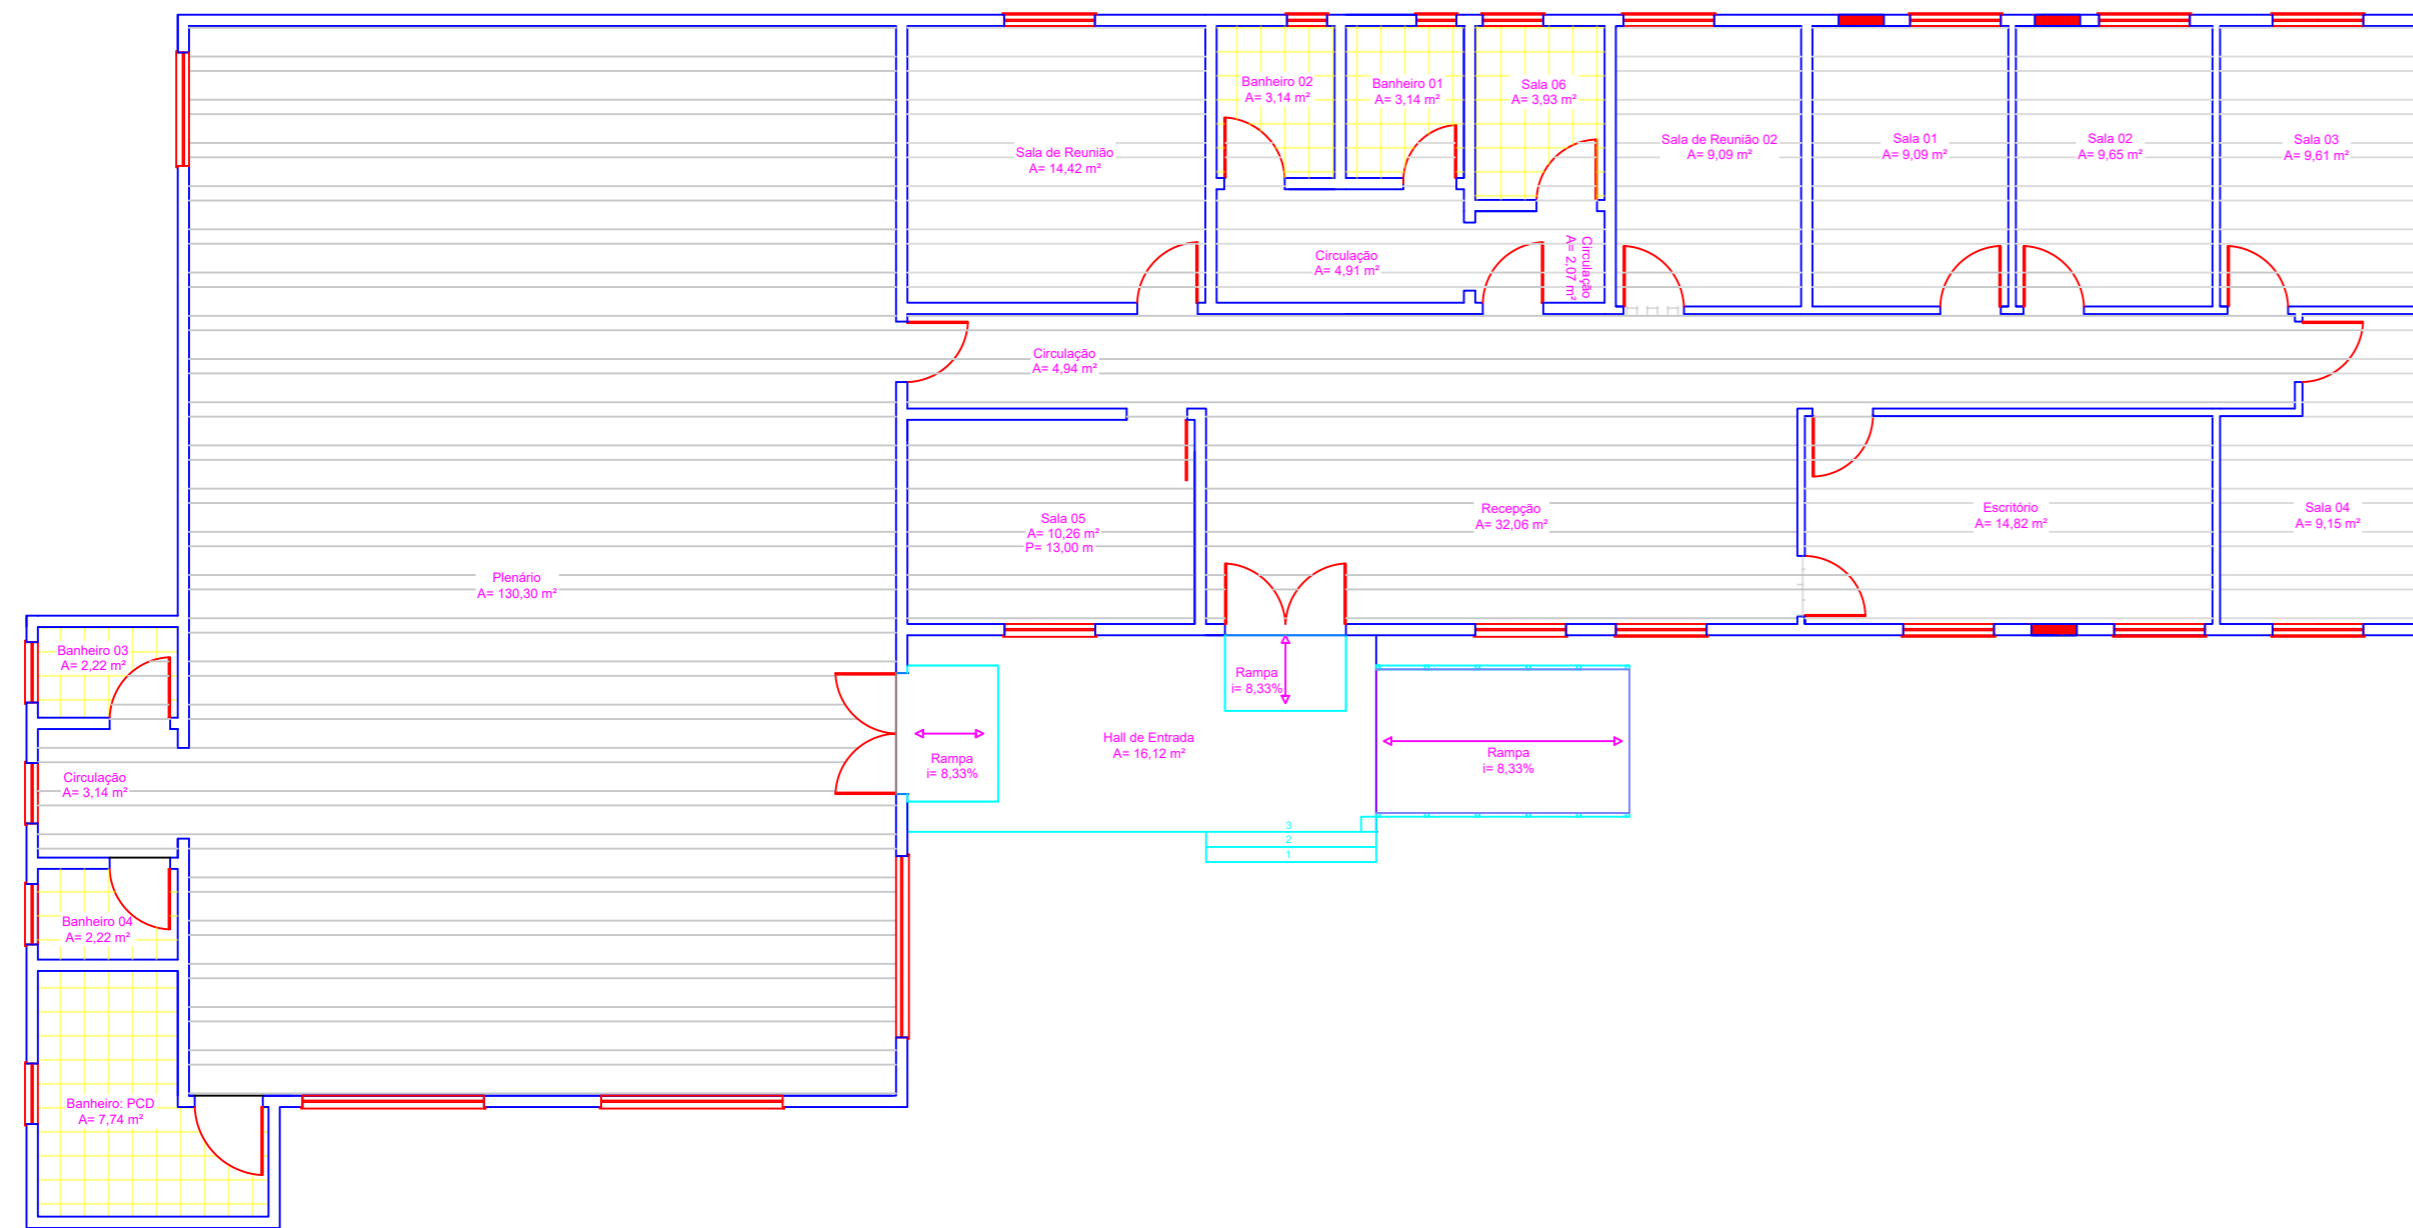 Banheiro 02
A= 3,14 m²
Banheiro 01
A= 3,14 m²
Sala 06
A= 3,93 m²
Sala de Reunião
A= 14,42 m²
Sala de Reunião 02
A= 9,09 m²
Sala 01
A= 9,09 m²
Sala 02
A= 9,65 m²
Sala 03
A= 9,61 m²
Circulação
A= 4,91 m²
Circulação
A= 2,07 m²
Circulação
A= 4,94 m²
Sala 05
A= 10,26 m²
P= 13,00 m
Recepção
A= 32,06 m²
Escritório
A= 14,82 m²
Sala 04
A= 9,15 m²
Plenário
A= 130,30 m²
Banheiro 03
A= 2,22 m²
Rampa
i= 8,33%
Hall de Entrada
A= 16,12 m²
Rampa
i= 8,33%
Rampa
i= 8,33%
Circulação
A= 3,14 m²
3
2
1
Banheiro 04
A= 2,22 m²
Banheiro: PCD
A= 7,74 m²